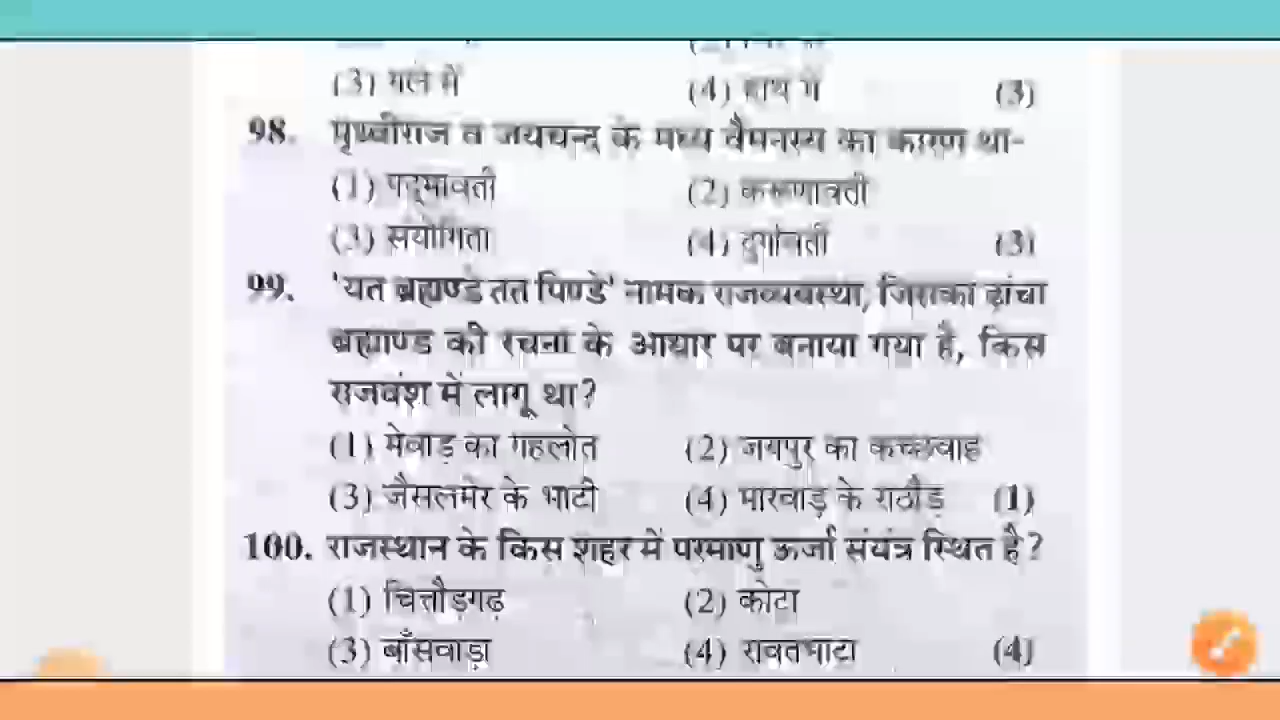 (3) गले में (4) हाथ में (3)
98. पृथ्वीराज व जयचन्द के मध्य वैमनस्य का कारण था-
(1) पद्मावती (2) करूणावती
(3) संयोगिता (4) दुर्गावती (3)
99. 'यत ब्रह्मण्डे तत पिण्डे' नामक राजव्यवस्था, जिसका ढांचा
ब्रह्माण्ड की रचना के आधार पर बनाया गया है, किस
राजवंश में लागू था?
(1) मेवाड़ का गहलोत (2) जयपुर का कच्छवाह
(3) जैसलमेर के भाटी (4) मारवाड़ के राठौड़ (1)
100. राजस्थान के किस शहर में परमाणु ऊर्जा संयंत्र स्थित है?
(1) चित्तौड़गढ़ (2) कोटा
(3) बाँसवाड़ा (4) रावतभाटा (4)